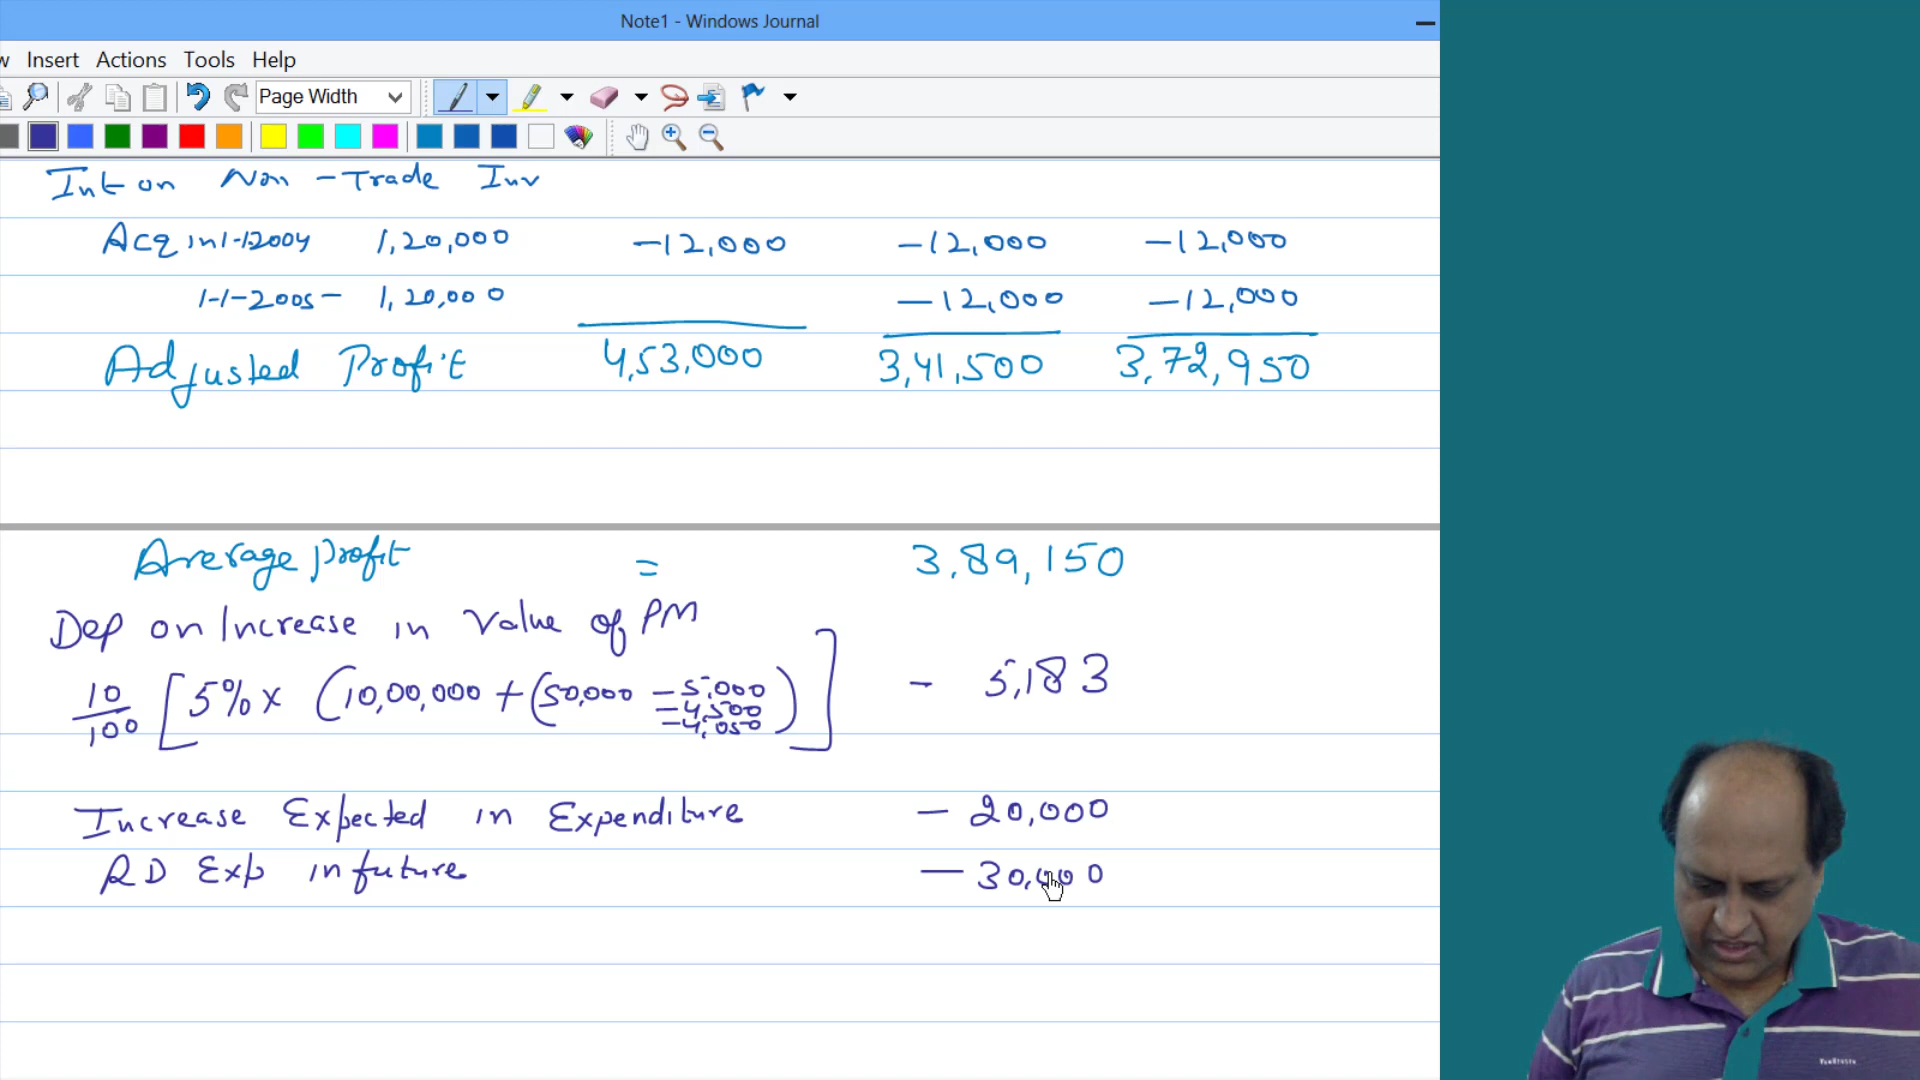 Note1 - Windows Journal
Insert Actions Tools Help
Page Width
Int on Non - Trade Inv
Acq in 1-1-2004 1,20,000 -12,000 -12,000 -12,000
1-1-2005 - 1,20,000 -12,000 -12,000
Adjusted Profit 4,53,000 3,41,500 3,72,950
Average Profit = 3,89,150
Dep on Increase in Value of PM
10/100 [5% x (10,00,000 + (50,000 -5,000 -4,500 -4,050)] - 5,183
Increase Expected in Expenditure - 20,000
RD Exp in future - 30,000